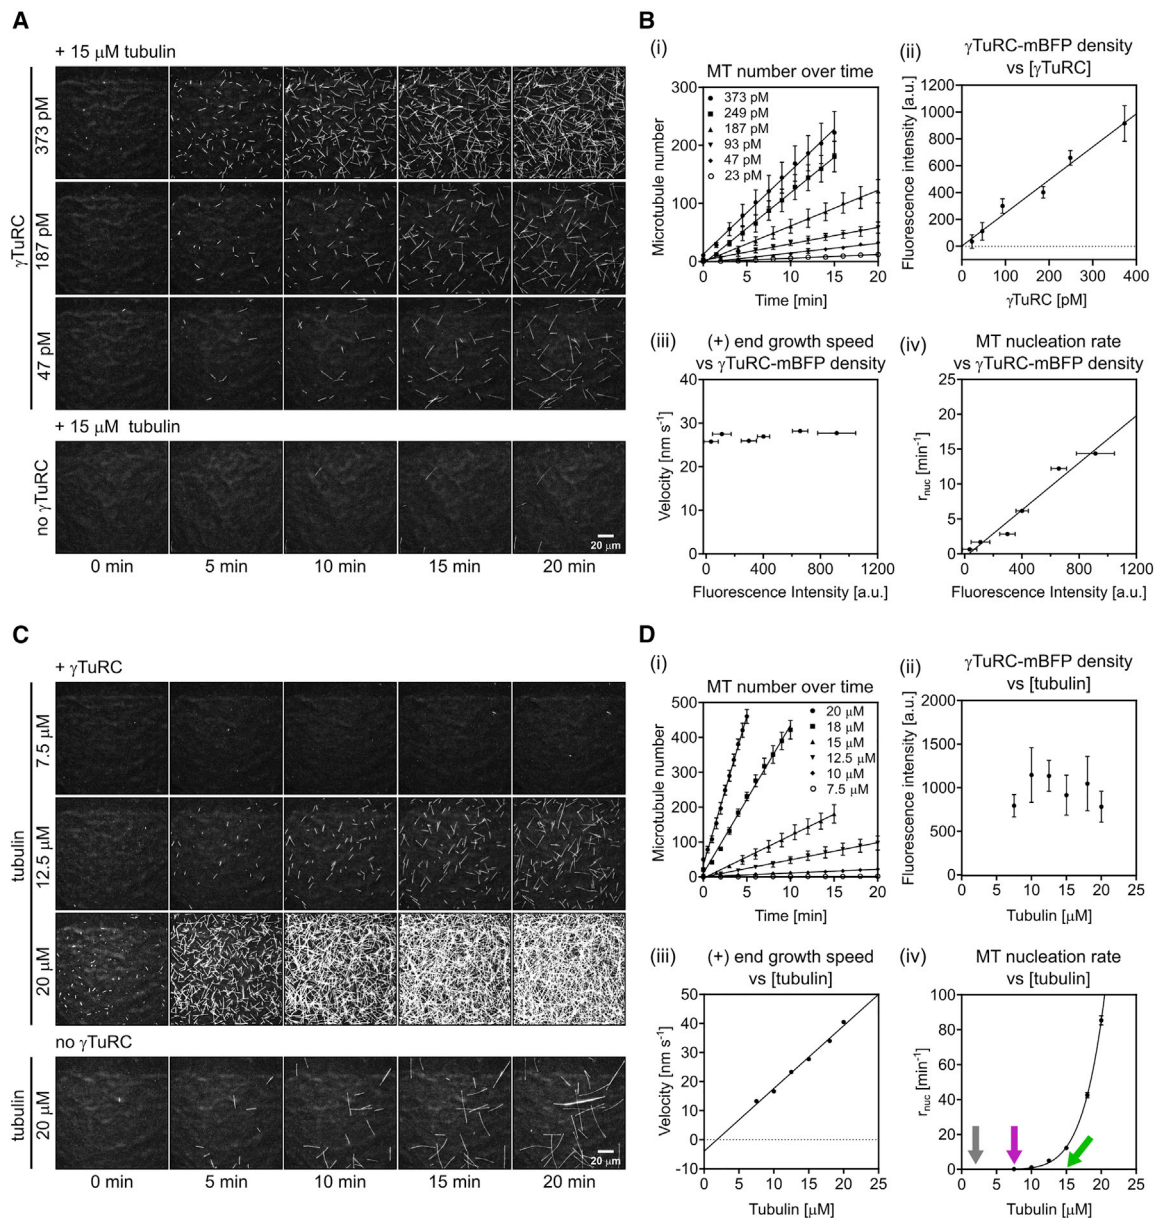 A
+ 15 μM tubulin
γTuRC
373 pM
187 pM
47 pM
+ 15 μM tubulin
no γTuRC
20 μm
0 min 5 min 10 min 15 min 20 min
B
(i)
MT number over time
Microtubule number
300
200
100
0
373 pM
249 pM
187 pM
93 pM
47 pM
23 pM
0 5 10 15 20
Time [min]
(ii)
γTuRC-mBFP density
vs [γTuRC]
Fluorescence intensity [a.u.]
1200
1000
800
600
400
200
0
0 100 200 300 400
γTuRC [pM]
(iii)
(+) end growth speed
vs γTuRC-mBFP density
Velocity [nm s-1]
40
30
20
10
0
0 400 800 1200
Fluorescence Intensity [a.u.]
(iv)
MT nucleation rate
vs γTuRC-mBFP density
rnuc [min-1]
25
20
15
10
5
0
0 400 800 1200
Fluorescence Intensity [a.u.]
C
+ γTuRC
tubulin
7.5 μM
12.5 μM
20 μM
no γTuRC
tubulin
20 μM
20 μm
0 min 5 min 10 min 15 min 20 min
D
(i)
MT number over time
Microtubule number
500
400
300
200
100
0
20 μM
18 μM
15 μM
12.5 μM
10 μM
7.5 μM
0 5 10 15 20
Time [min]
(ii)
γTuRC-mBFP density
vs [tubulin]
Fluorescence intensity [a.u.]
2000
1500
1000
500
0
0 5 10 15 20 25
Tubulin [μM]
(iii)
(+) end growth speed
vs [tubulin]
Velocity [nm s-1]
50
40
30
20
10
0
-10
0 5 10 15 20 25
Tubulin [μM]
(iv)
MT nucleation rate
vs [tubulin]
rnuc [min-1]
100
80
60
40
20
0
0 5 10 15 20 25
Tubulin [μM]